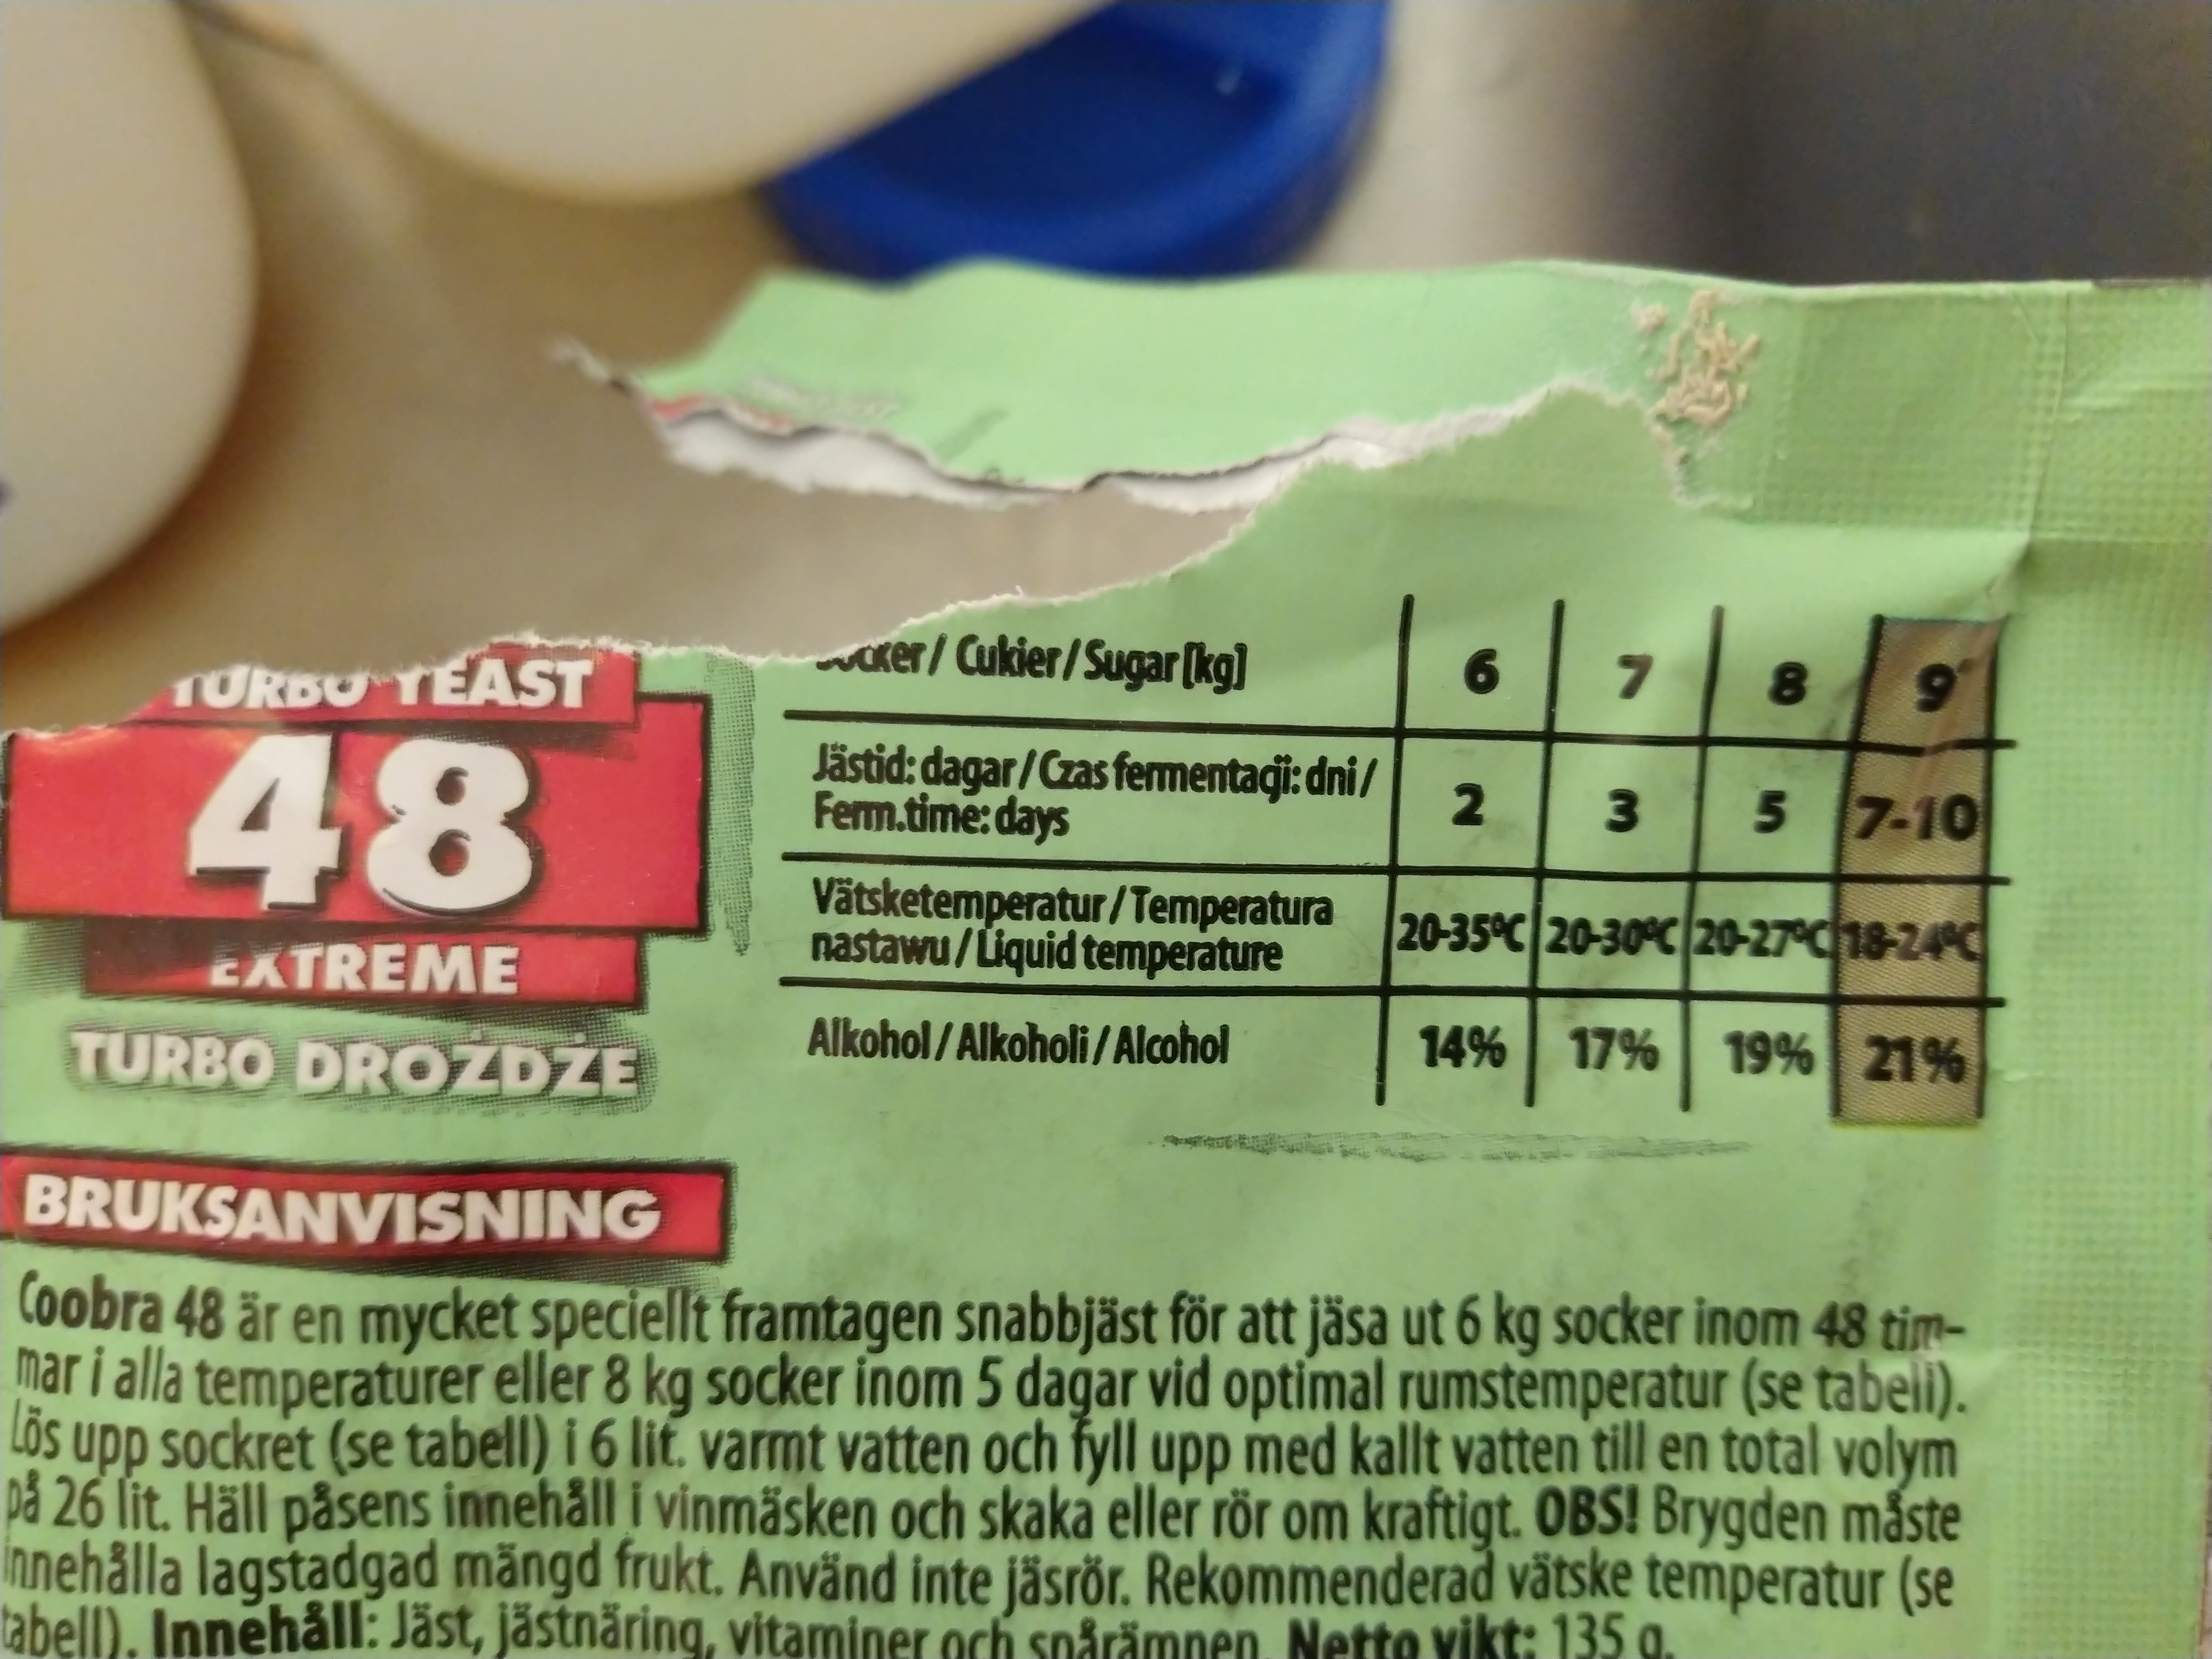 TURBO YEAST
48
EXTREME
TURBO DROŻDŻE
Socker / Cukier / Sugar [kg] 6 7 8 9*
Jästid: dagar / Czas fermentacji: dni /
Ferm.time: days 2 3 5 7-10
Vätsketemperatur / Temperatura
nastawu / Liquid temperature 20-35ºC 20-30ºC 20-27ºC 18-24ºC
Alkohol / Alkoholi / Alcohol 14% 17% 19% 21%
BRUKSANVISNING
Coobra 48 är en mycket speciellt framtagen snabbjäst för att jäsa ut 6 kg socker inom 48 tim-
mar i alla temperaturer eller 8 kg socker inom 5 dagar vid optimal rumstemperatur (se tabell).
Lös upp sockret (se tabell) i 6 lit. varmt vatten och fyll upp med kallt vatten till en total volym
på 26 lit. Häll påsens innehåll i vinmäsken och skaka eller rör om kraftigt. OBS! Brygden måste
innehålla lagstadgad mängd frukt. Använd inte jäsrör. Rekommenderad vätske temperatur (se
tabell). Innehåll: Jäst, jästnäring, vitaminer och spårämnen. Netto vikt: 135 g.